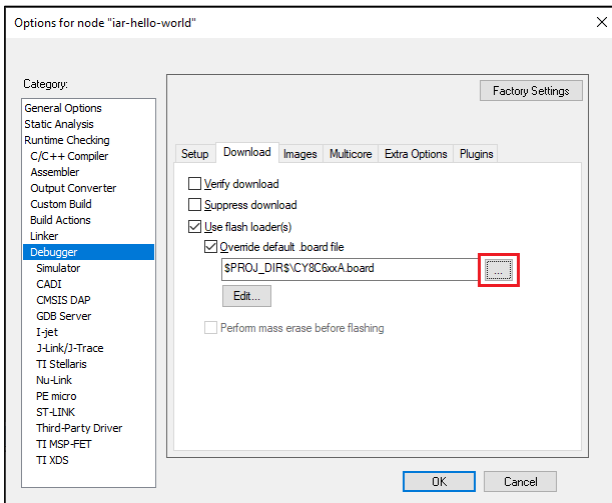 Options for node "iar-hello-world"
Category:
Factory Settings
General Options
Static Analysis
Runtime Checking
C/C++ Compiler
Assembler
Output Converter
Custom Build
Build Actions
Linker
Debugger
Simulator
CADI
CMSIS DAP
GDB Server
I-jet
J-Link/J-Trace
TI Stellaris
Nu-Link
PE micro
ST-LINK
Third-Party Driver
TI MSP-FET
TI XDS
Setup Download Images Multicore Extra Options Plugins
Verify download
Suppress download
Use flash loader(s)
Override default .board file
$PROJ_DIR$\CY8C6xxA.board
...
Edit...
Perform mass erase before flashing
OK Cancel